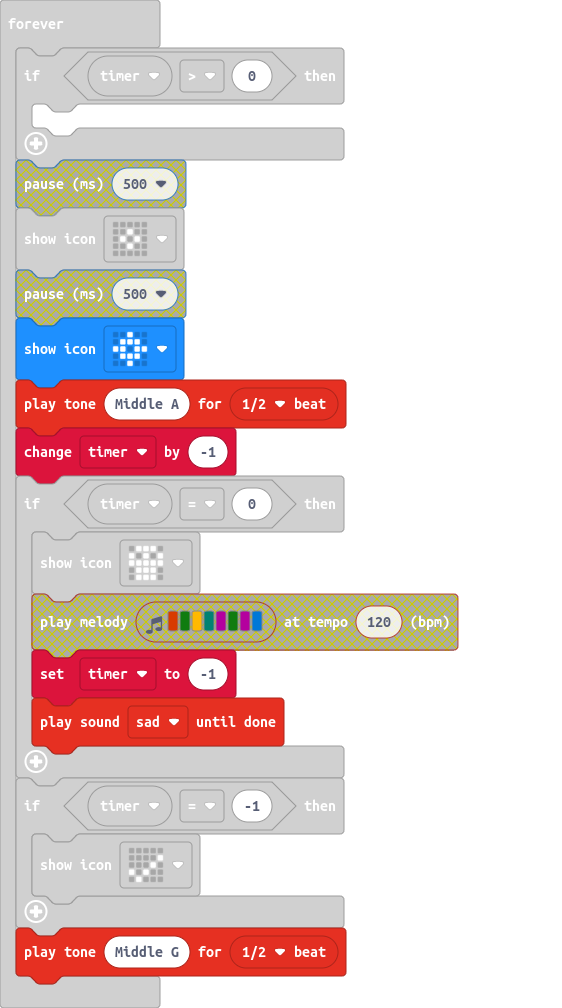 forever
if timer > 0 then
pause (ms) 500
show icon
pause (ms) 500
show icon
play tone Middle A for 1/2 beat
change timer by -1
if timer = 0 then
show icon
play melody at tempo 120 (bpm)
set timer to -1
play sound sad until done
if timer = -1 then
show icon
play tone Middle G for 1/2 beat